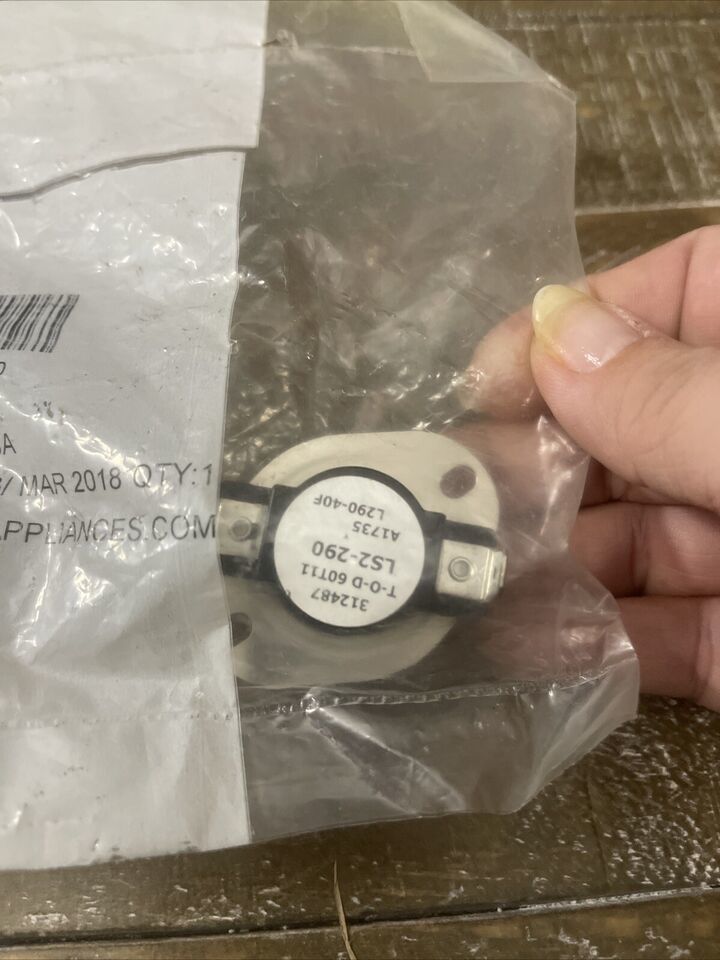 MAR 2018 QTY:1
APPLIANCES.COM
312487
T-O-D 60T11
LS2-290
A1735
L290-40F